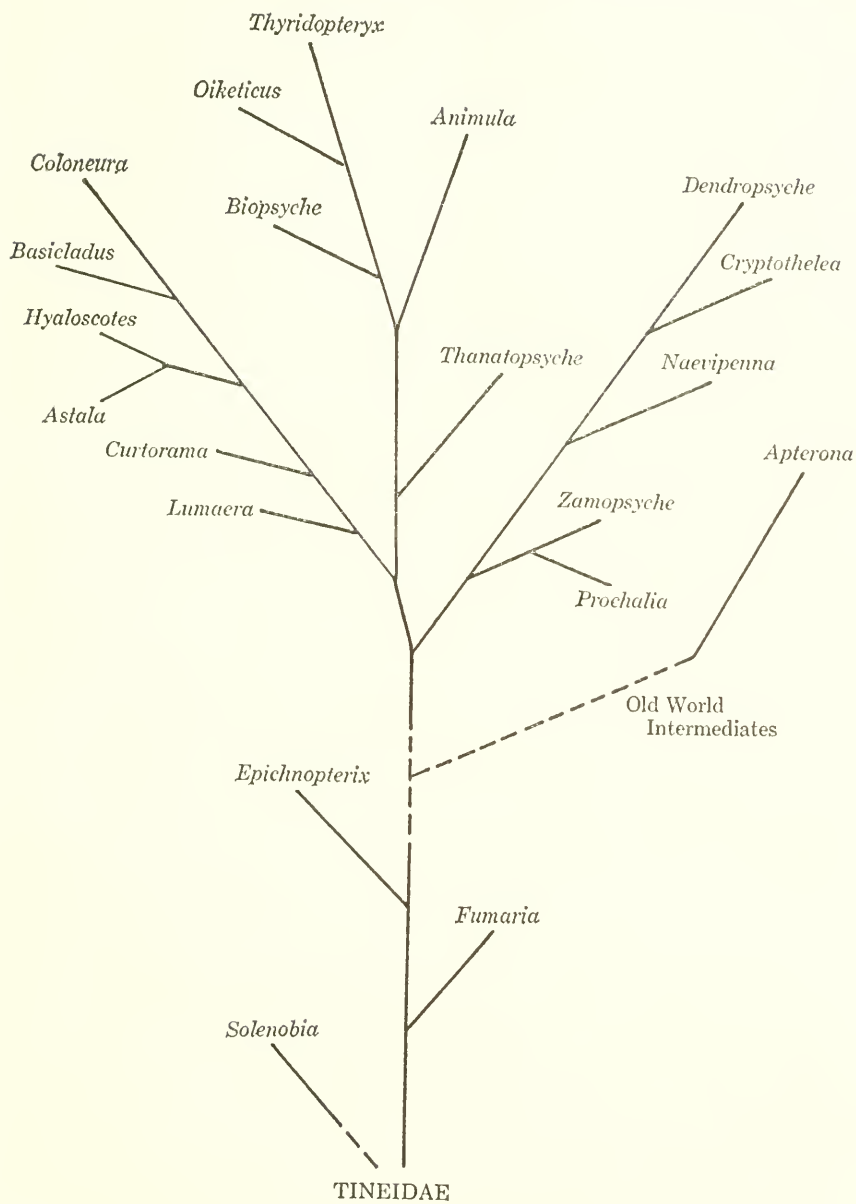 Thyridopteryx
Oiketicus
Animula
Coloneura
Dendropsyche
Biopsyche
Basicladus
Cryptothelea
Hyaloscotes
Thanatopsyche
Naevipenna
Astala
Curtorama
Apterona
Lumaera
Zamopsyche
Prochalia
Old World
Intermediates
Epichnopterix
Fumaria
Solenobia
TINEIDAE